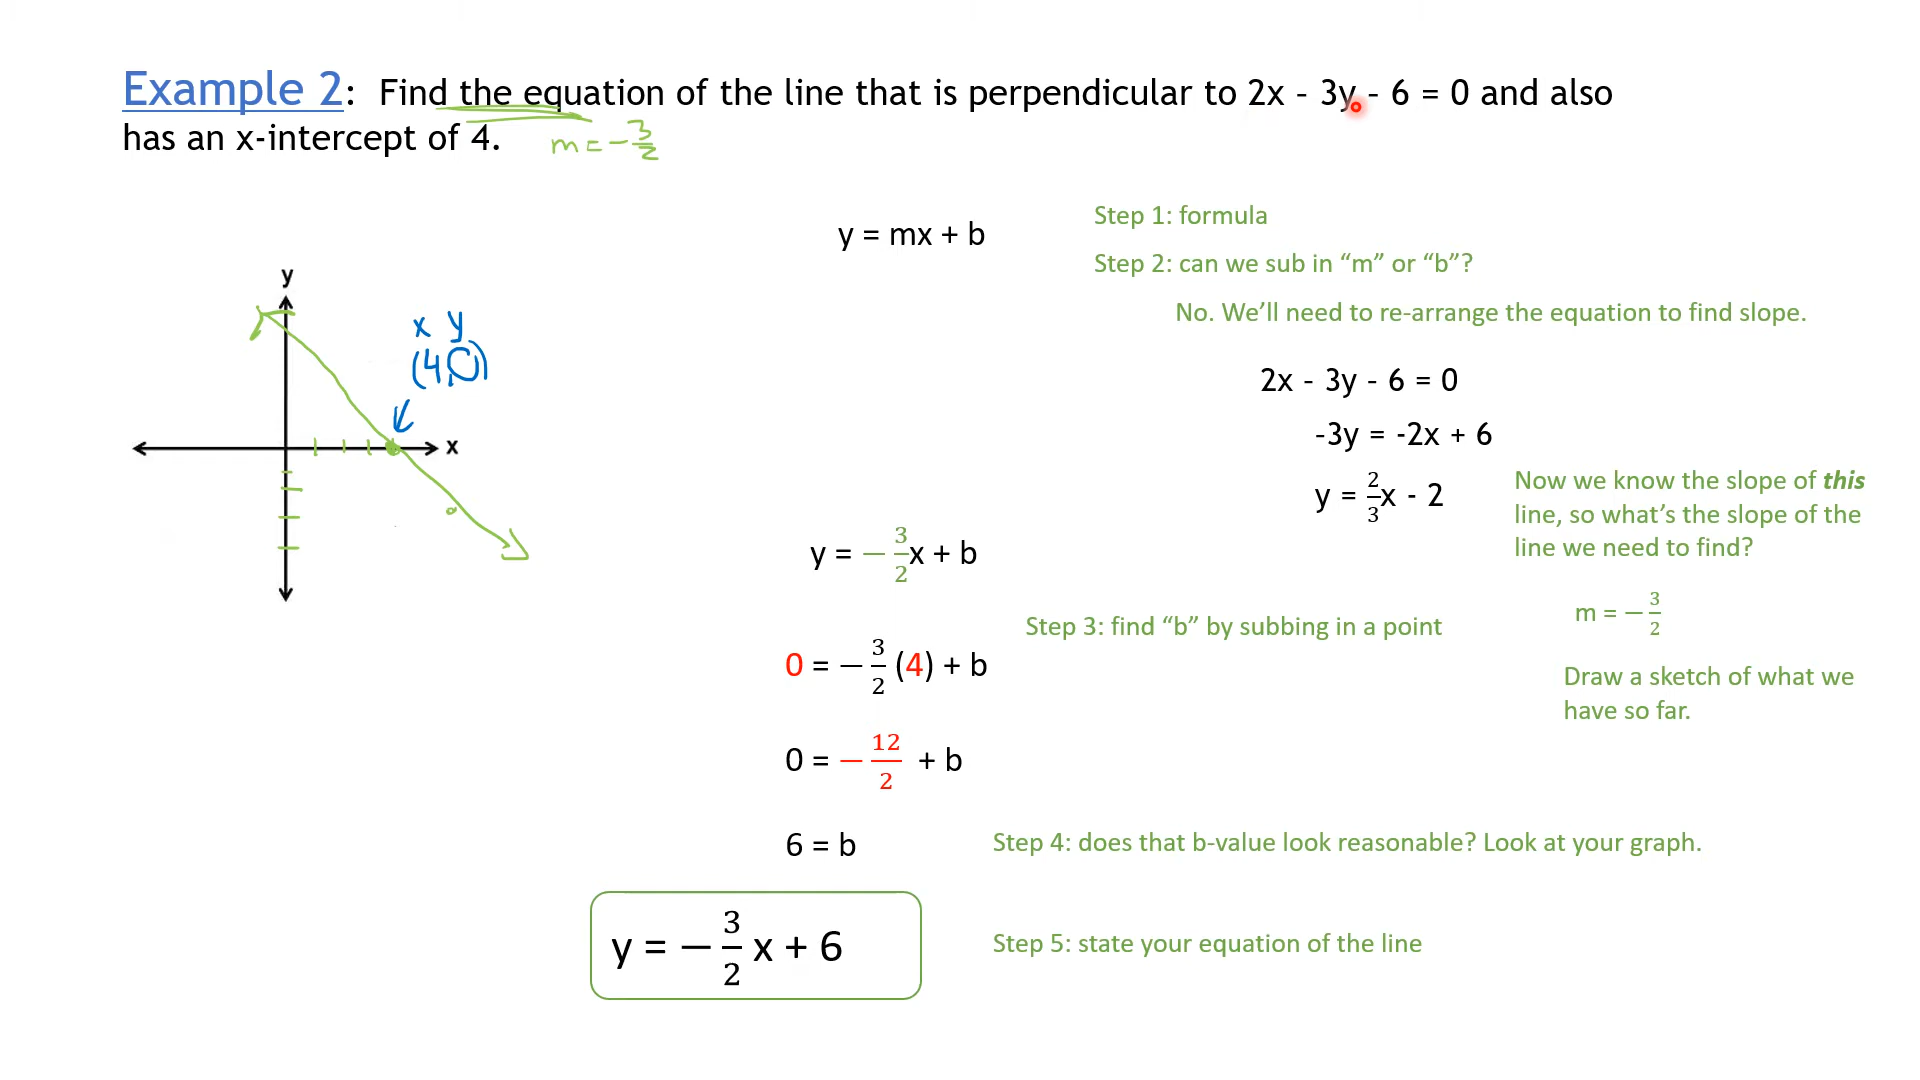 Example 2: Find the equation of the line that is perpendicular to 2x - 3y - 6 = 0 and also
has an x-intercept of 4.
m = - 3/2
y = mx + b
Step 1: formula
Step 2: can we sub in “m” or “b”?
No. We’ll need to re-arrange the equation to find slope.
y
x y
(4,0)
x
2x - 3y - 6 = 0
-3y = -2x + 6
y = 2/3x - 2
Now we know the slope of this
line, so what’s the slope of the
line we need to find?
m = − 3/2
Draw a sketch of what we
have so far.
y = − 3/2x + b
Step 3: find “b” by subbing in a point
0 = − 3/2 (4) + b
0 = − 12/2 + b
6 = b
Step 4: does that b-value look reasonable? Look at your graph.
y = − 3/2 x + 6
Step 5: state your equation of the line